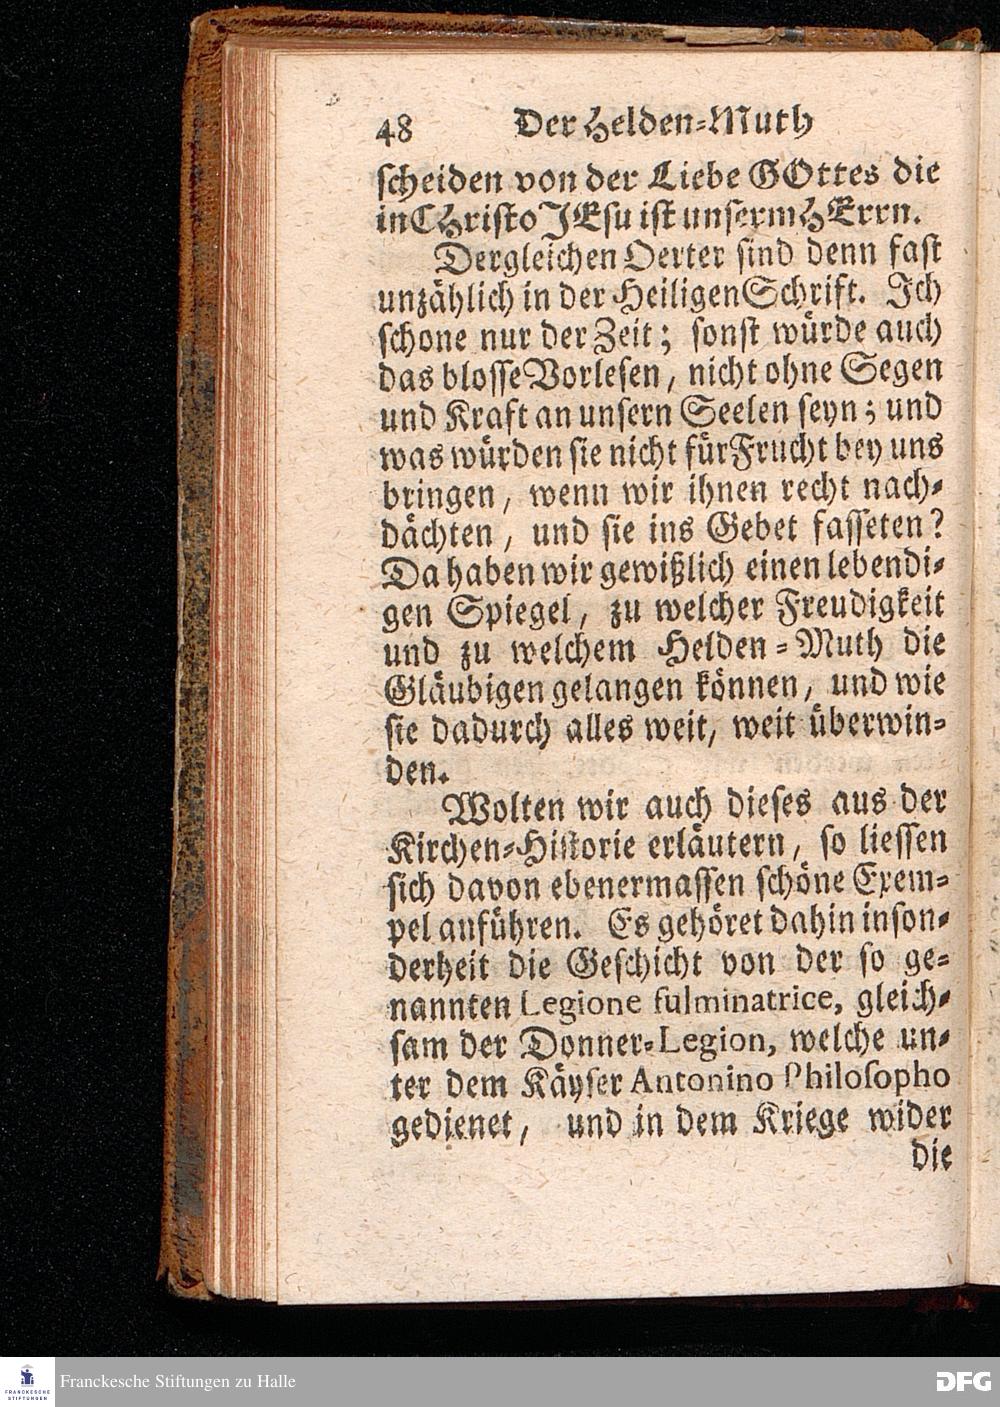 48 Der Helden-Muth
scheiden von der Liebe GOttes die
in CHristo JEsu ist unserm HErrn.
Dergleichen Oerter sind denn fast
unzählich in der Heiligen Schrift. Ich
schone nur der Zeit; sonst würde auch
das blosse Vorlesen, nicht ohne Segen
und Kraft an unsern Seelen seyn; und
was würden sie nicht für Frucht bey uns
bringen, wenn wir ihnen recht nach-
dächten, und sie ins Gebet fasseten?
Da haben wir gewißlich einen lebendi-
gen Spiegel, zu welcher Freudigkeit
und zu welchem Helden-Muth die
Gläubigen gelangen können, und wie
sie dadurch alles weit, weit überwin-
den.
Wolten wir auch dieses aus der
Kirchen-Historie erläutern, so liessen
sich davon ebenermassen schöne Exem-
pel anführen. Es gehöret dahin inson-
derheit die Geschicht von der so ge-
nannten Legione fulminatrice, gleich-
sam der Donner-Legion, welche un-
ter dem Käyser Antonino Philosopho
gedienet, und in dem Kriege wider
die
FRANCKESCHE
STIFTUNGEN
Franckesche Stiftungen zu Halle
DFG